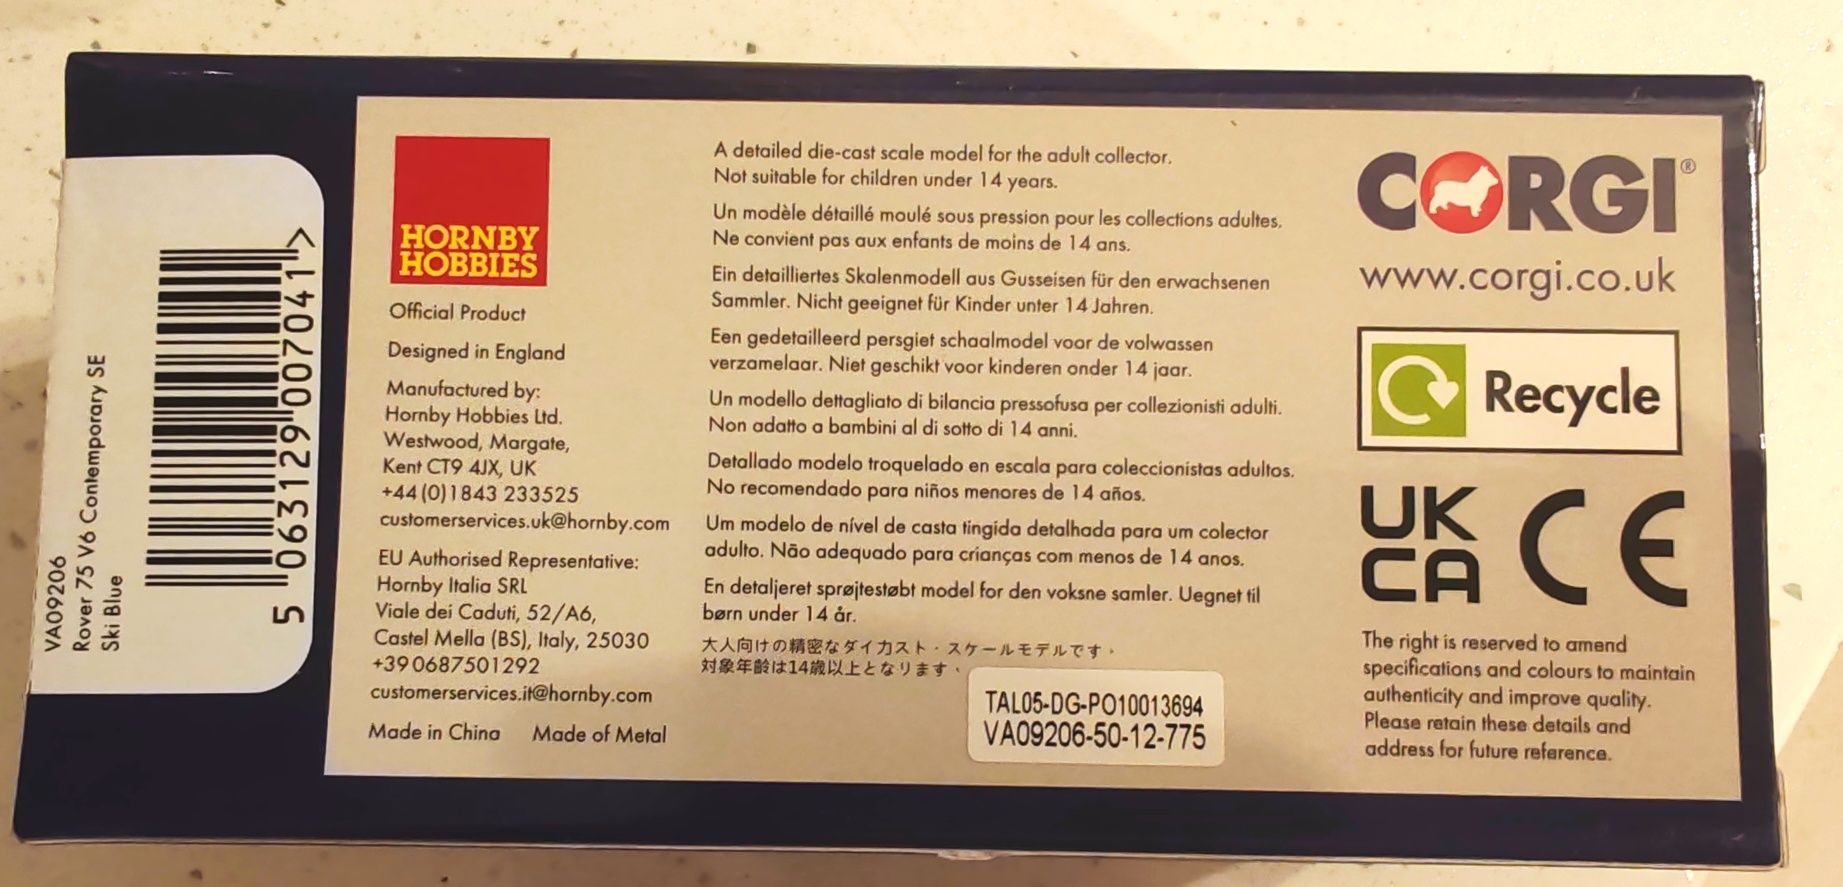 VA09206
Rover 75 V6 Contemporary SE
Ski Blue
5 063129 007041 >
HORNBY
HOBBIES
Official Product
Designed in England
Manufactured by:
Hornby Hobbies Ltd.
Westwood, Margate,
Kent CT9 4JX, UK
+44 (0)1843 233525
customerservices.uk@hornby.com
EU Authorised Representative:
Hornby Italia SRL
Viale dei Caduti, 52/A6,
Castel Mella (BS), Italy, 25030
+39 0687501292
customerservices.it@hornby.com
Made in China Made of Metal
A detailed die-cast scale model for the adult collector.
Not suitable for children under 14 years.
Un modèle détaillé moulé sous pression pour les collections adultes.
Ne convient pas aux enfants de moins de 14 ans.
Ein detailliertes Skalenmodell aus Gusseisen für den erwachsenen
Sammler. Nicht geeignet für Kinder unter 14 Jahren.
Een gedetailleerd persgiet schaalmodel voor de volwassen
verzamelaar. Niet geschikt voor kinderen onder 14 jaar.
Un modello dettagliato di bilancia pressofusa per collezionisti adulti.
Non adatto a bambini al di sotto di 14 anni.
Detallado modelo troquelado en escala para coleccionistas adultos.
No recomendado para niños menores de 14 años.
Um modelo de nível de casta tingida detalhada para um colector
adulto. Não adequado para crianças com menos de 14 anos.
En detaljeret sprøjtestøbt model for den voksne samler. Uegnet til
børn under 14 år.
大人向けの精密なダイカスト・スケールモデルです。
対象年齢は14歳以上となります。
TAL05-DG-PO10013694
VA09206-50-12-775
CORGI®
www.corgi.co.uk
Recycle
UK
CA
CE
The right is reserved to amend
specifications and colours to maintain
authenticity and improve quality.
Please retain these details and
address for future reference.